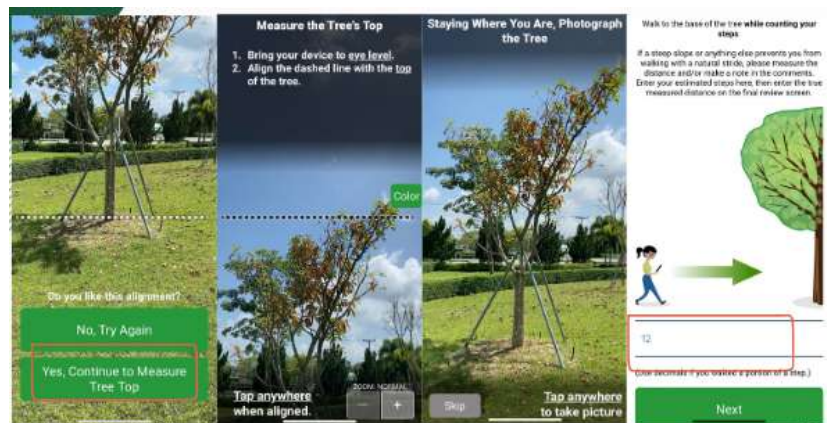 Do you like this alignment?
No, Try Again
Yes, Continue to Measure
Tree Top
Measure the Tree's Top
1. Bring your device to eye level.
2. Align the dashed line with the top
of the tree.
Color
Tap anywhere
when aligned.
ZOOM: NORMAL
−
+
Staying Where You Are, Photograph
the Tree
Skip
Tap anywhere
to take picture
Walk to the base of the tree while counting your
steps
If a steep slope or anything else prevents you from
walking with a natural stride, please measure the
distance and/or make a note in the comments.
Enter your estimated steps here, then enter the true
measured distance on the final review screen.
12
(Use decimals if you walked a portion of a step.)
Next